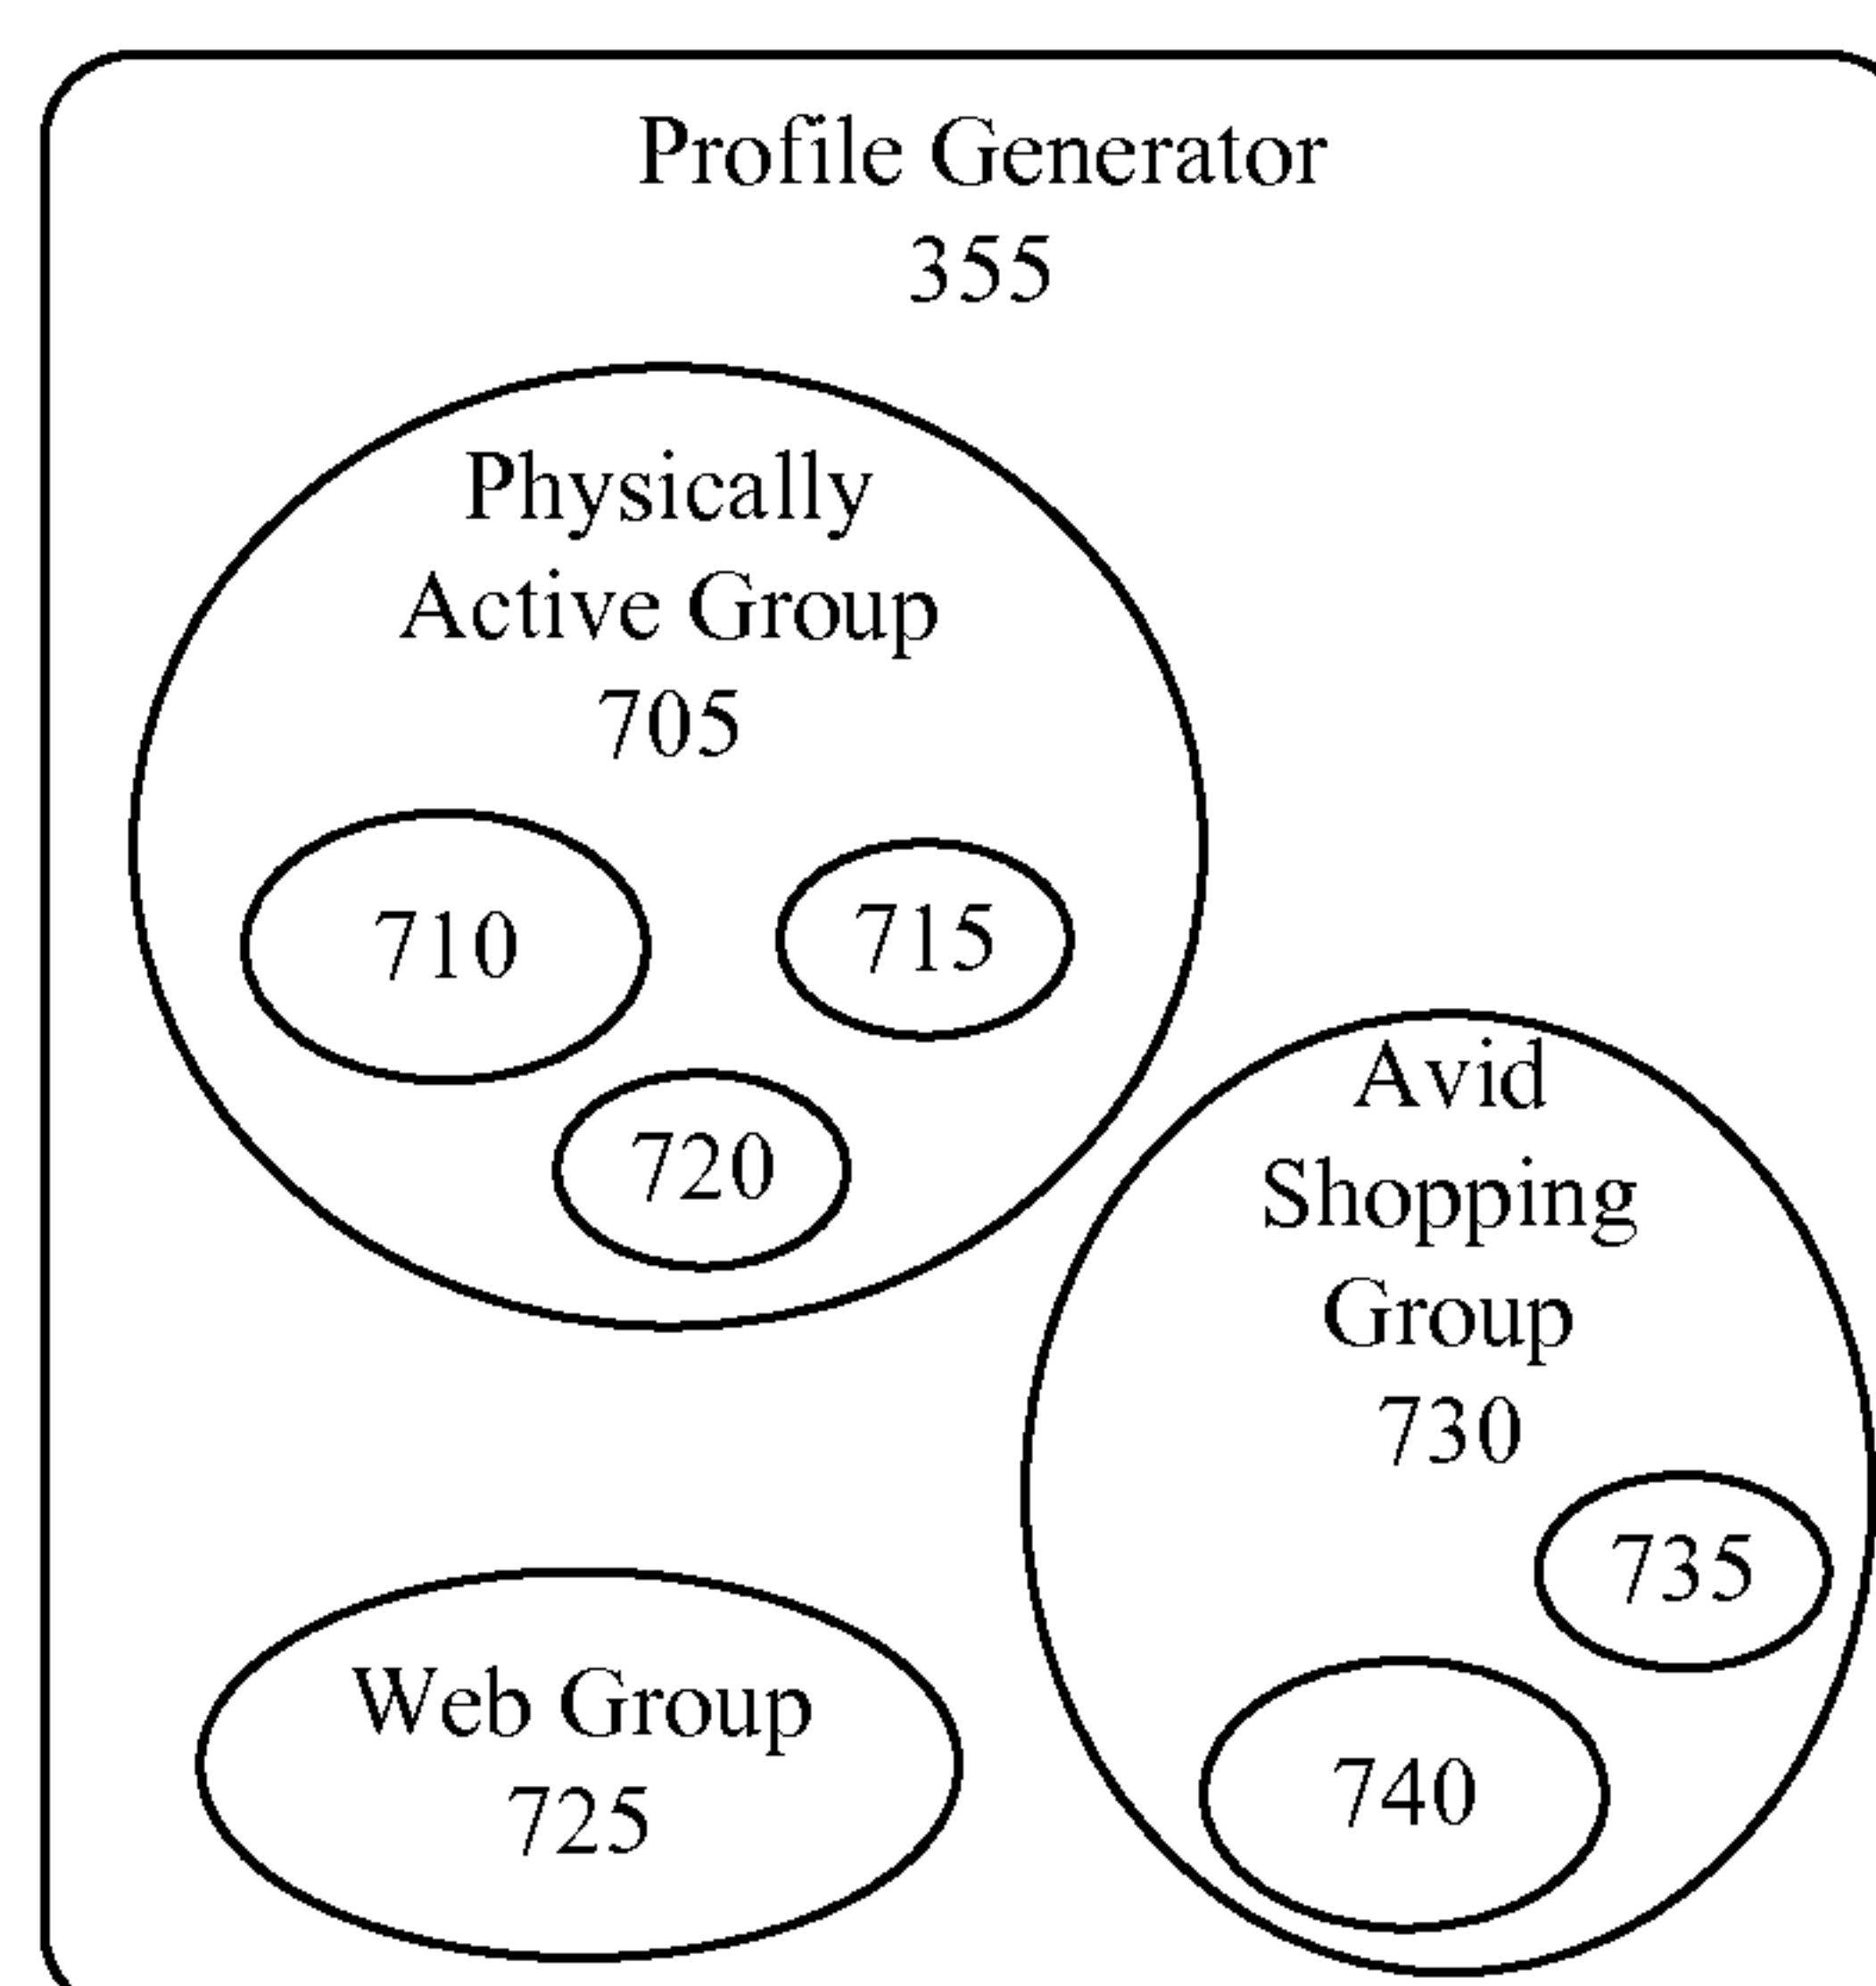 Profile Generator
355
Physically
Active Group
705
710
715
720
Avid
Shopping
Group
730
735
740
Web Group
725